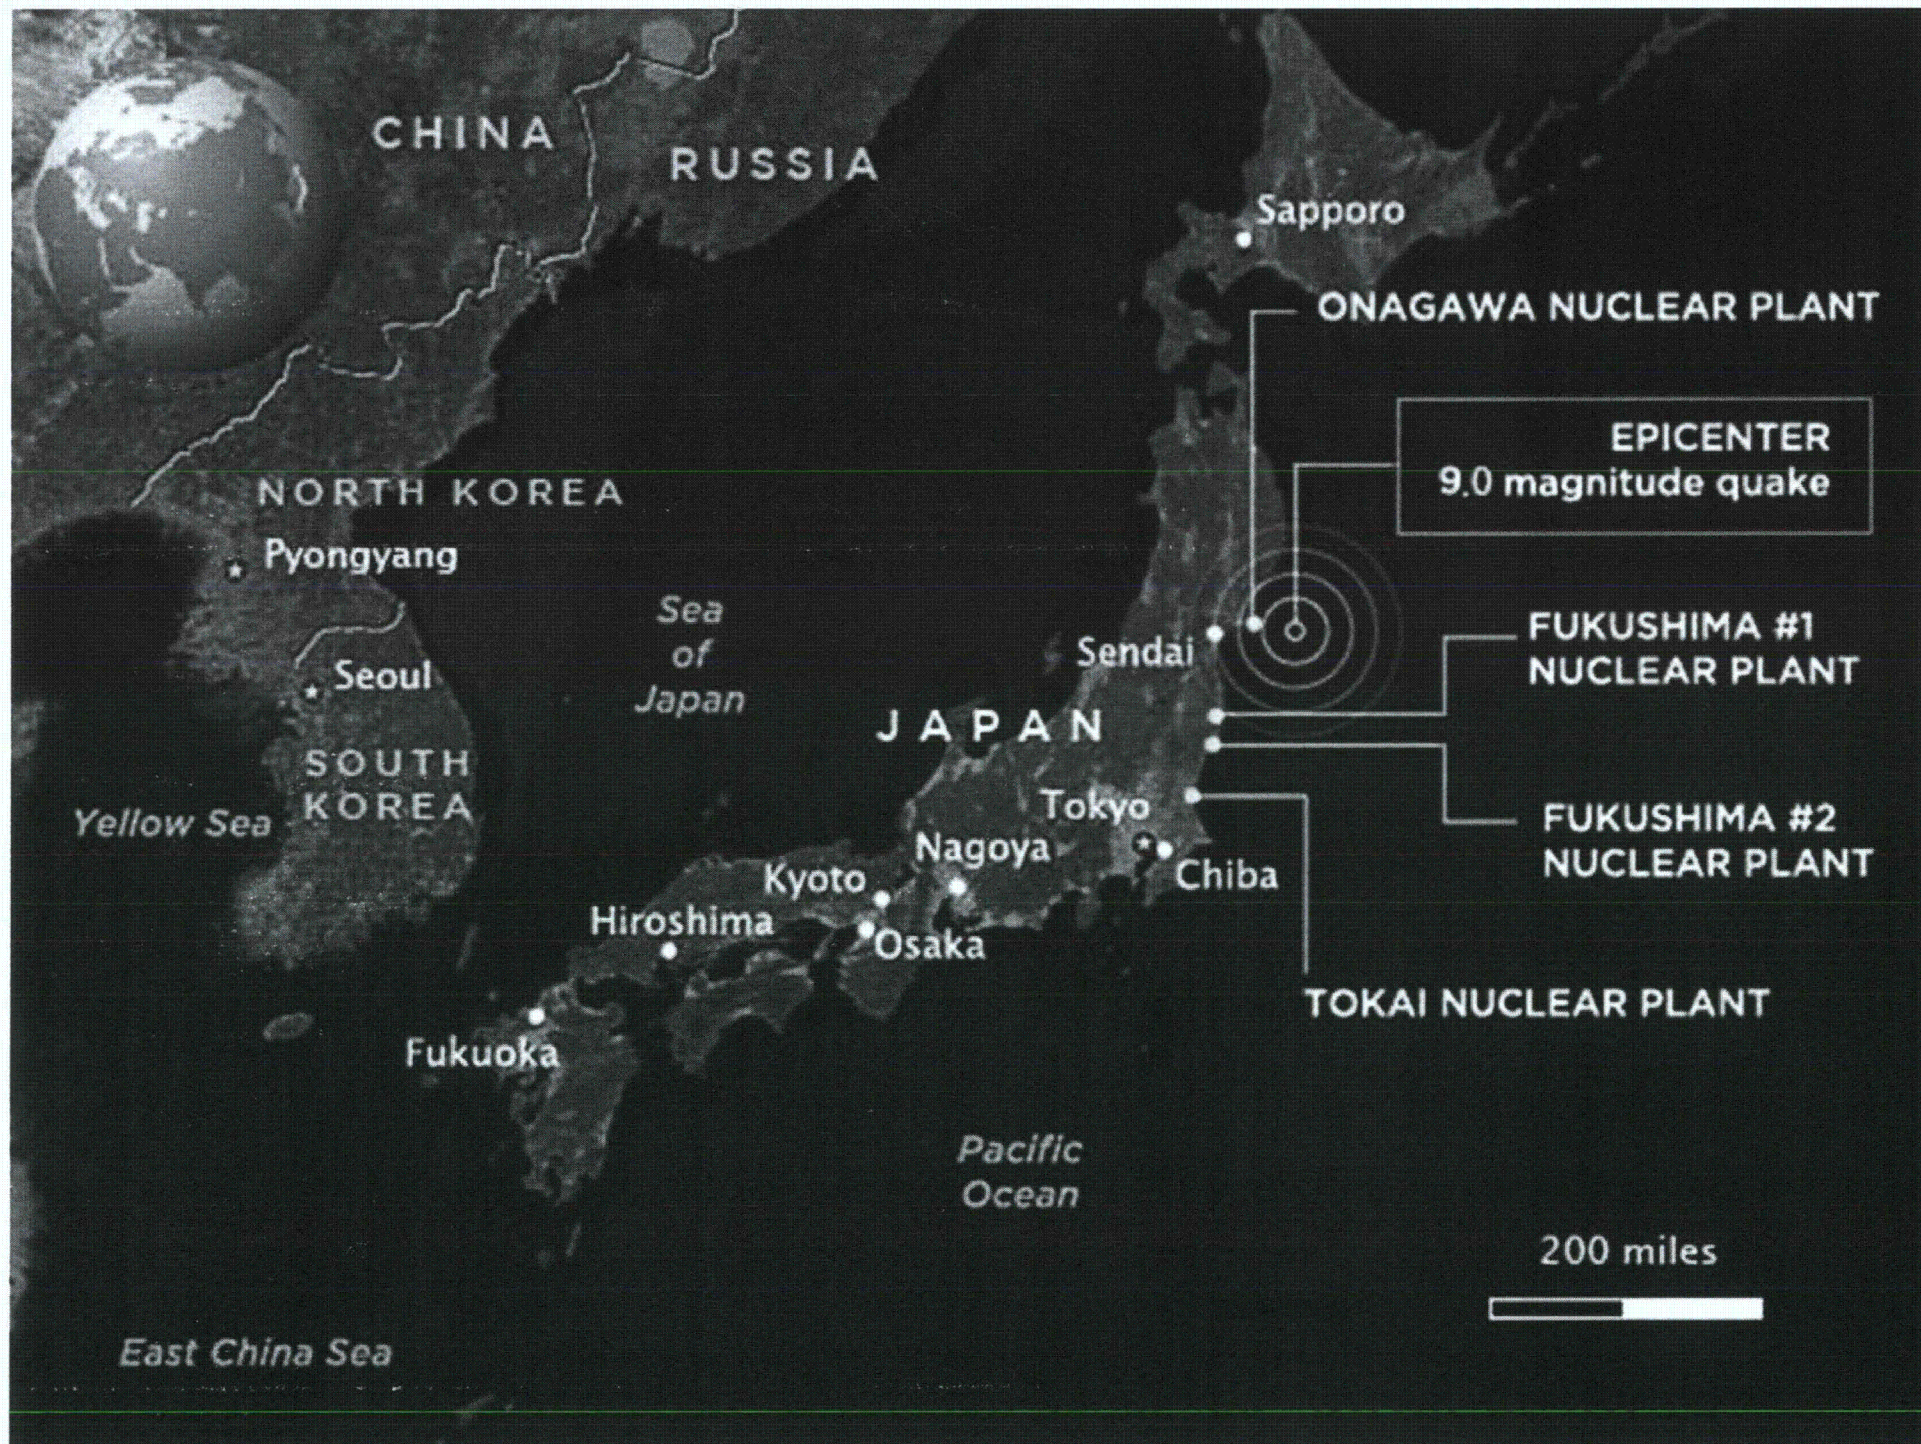 CHINA
RUSSIA
Sapporo
ONAGAWA NUCLEAR PLANT
EPICENTER
9.0 magnitude quake
NORTH KOREA
Pyongyang
Sea
of
Japan
Sendai
FUKUSHIMA #1
NUCLEAR PLANT
Seoul
JAPAN
SOUTH
KOREA
Yellow Sea
Tokyo
FUKUSHIMA #2
NUCLEAR PLANT
Nagoya
Kyoto
Chiba
Hiroshima
Osaka
TOKAI NUCLEAR PLANT
Fukuoka
Pacific
Ocean
200 miles
East China Sea